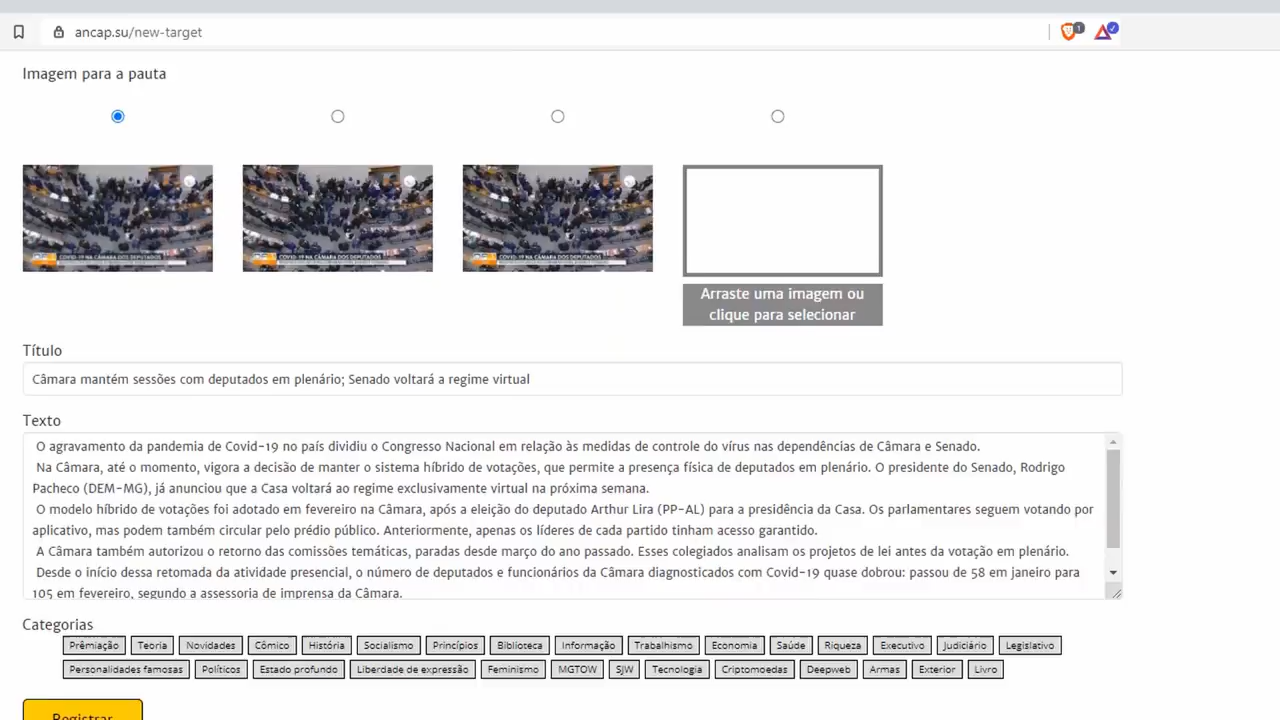 ancap.su/new-target
1
Imagem para a pauta
COVID-19 NA CÂMARA DOS DEPUTADOS
COVID-19 NA CÂMARA DOS DEPUTADOS
COVID-19 NA CÂMARA DOS DEPUTADOS
Arraste uma imagem ou
clique para selecionar
Título
Câmara mantém sessões com deputados em plenário; Senado voltará a regime virtual
Texto
O agravamento da pandemia de Covid-19 no país dividiu o Congresso Nacional em relação às medidas de controle do vírus nas dependências de Câmara e Senado.
Na Câmara, até o momento, vigora a decisão de manter o sistema híbrido de votações, que permite a presença física de deputados em plenário. O presidente do Senado, Rodrigo
Pacheco (DEM-MG), já anunciou que a Casa voltará ao regime exclusivamente virtual na próxima semana.
O modelo híbrido de votações foi adotado em fevereiro na Câmara, após a eleição do deputado Arthur Lira (PP-AL) para a presidência da Casa. Os parlamentares seguem votando por
aplicativo, mas podem também circular pelo prédio público. Anteriormente, apenas os líderes de cada partido tinham acesso garantido.
A Câmara também autorizou o retorno das comissões temáticas, paradas desde março do ano passado. Esses colegiados analisam os projetos de lei antes da votação em plenário.
Desde o início dessa retomada da atividade presencial, o número de deputados e funcionários da Câmara diagnosticados com Covid-19 quase dobrou: passou de 58 em janeiro para
105 em fevereiro, segundo a assessoria de imprensa da Câmara.
Categorias
Prêmiação Teoria Novidades Cômico História Socialismo Princípios Biblioteca Informação Trabalhismo Economia Saúde Riqueza Executivo Judiciário Legislativo
Personalidades famosas Políticos Estado profundo Liberdade de expressão Feminismo MGTOW SJW Tecnologia Criptomoedas Deepweb Armas Exterior Livro
Registrar